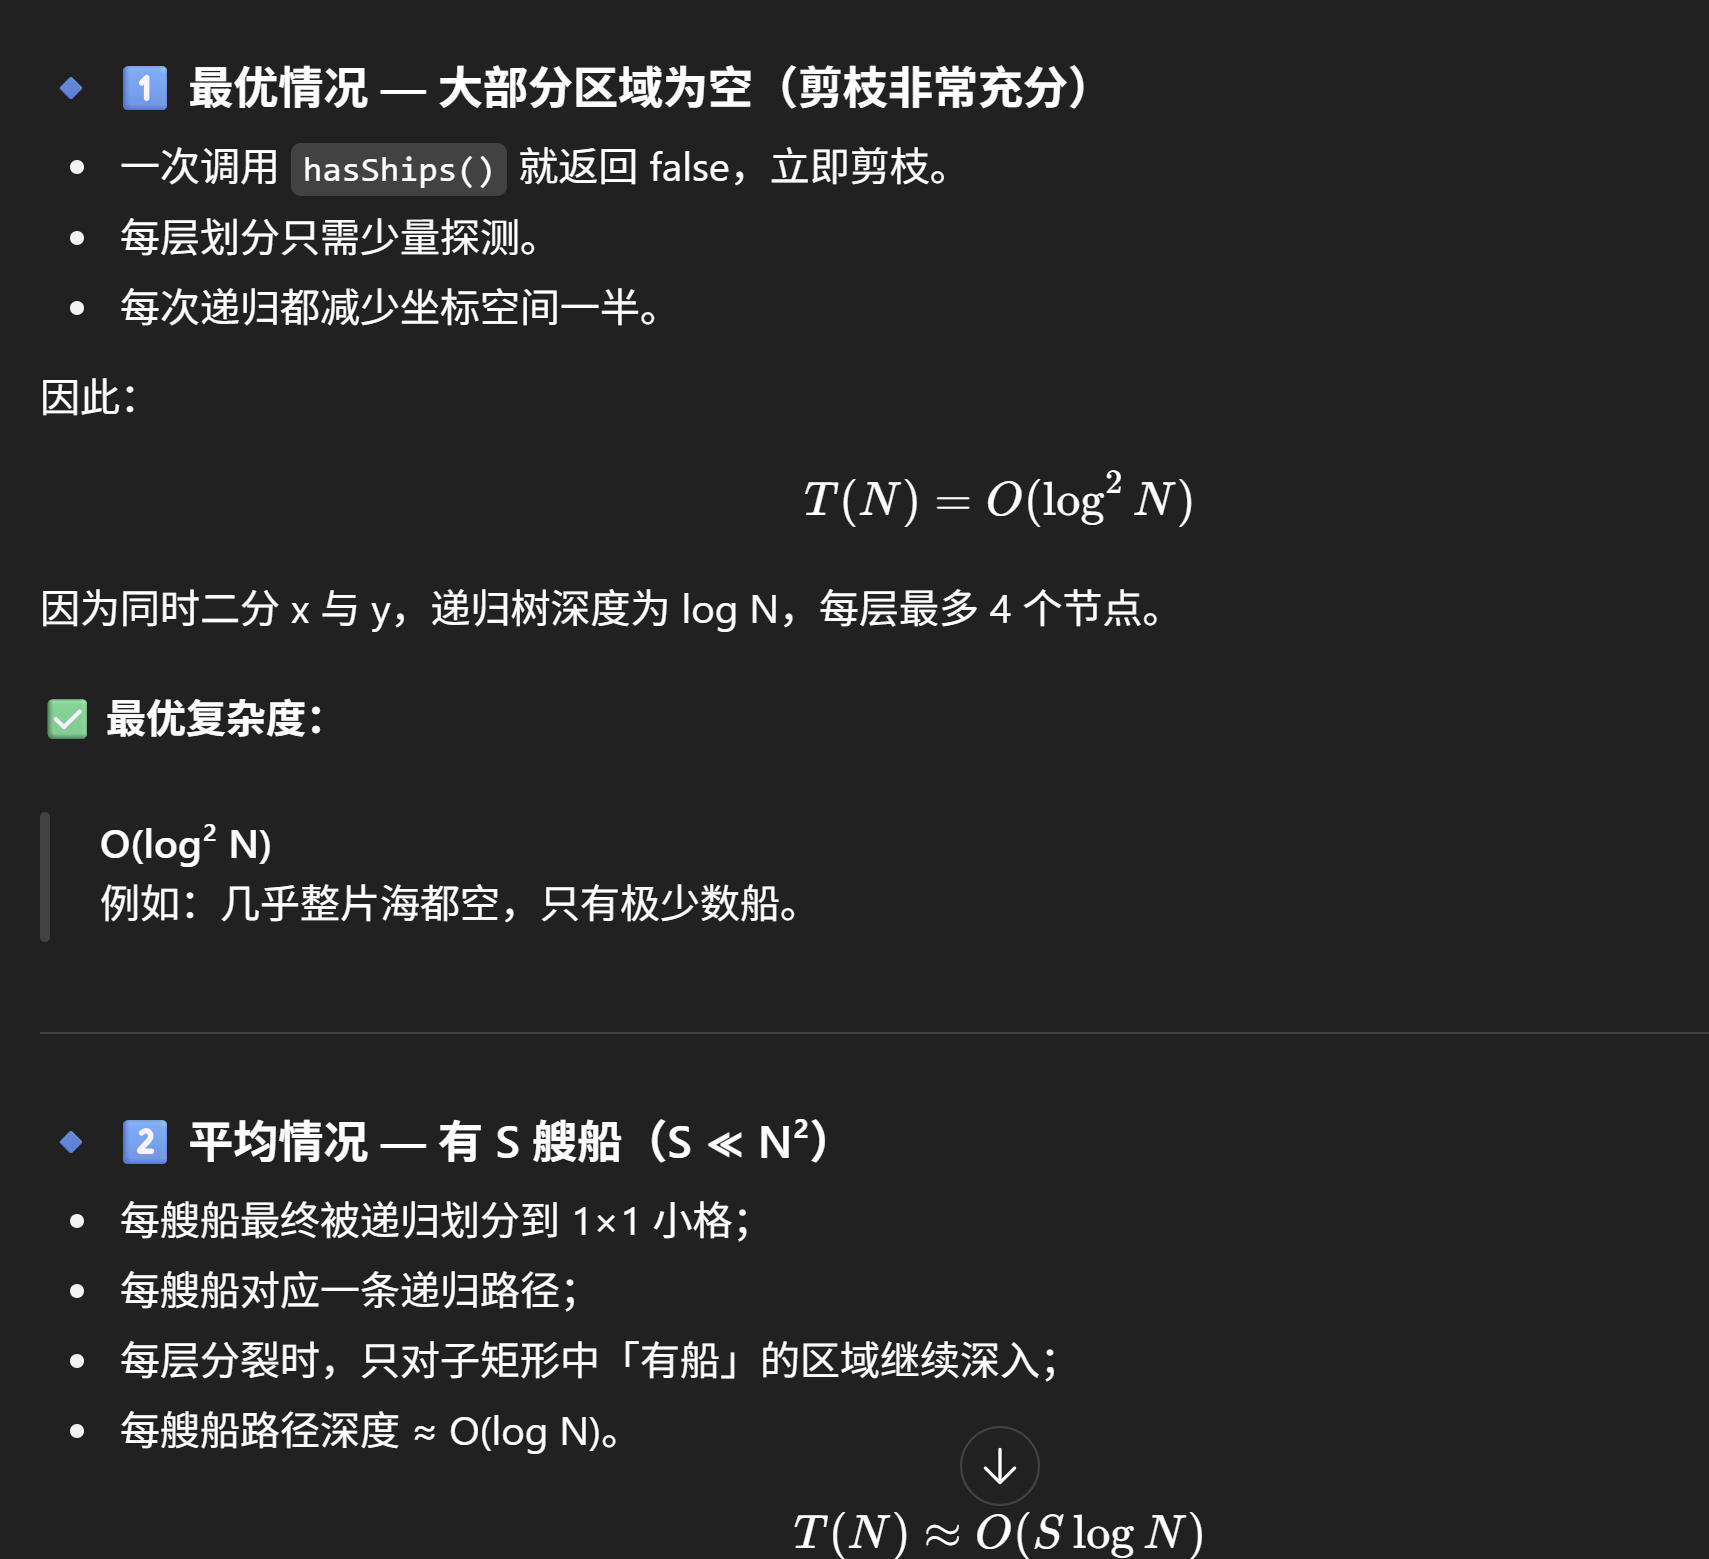 1 最优情况 — 大部分区域为空（剪枝非常充分）
一次调用 hasShips() 就返回 false，立即剪枝。
每层划分只需少量探测。
每次递归都减少坐标空间一半。
因此：
T(N) = O(log² N)
因为同时二分 x 与 y，递归树深度为 log N，每层最多 4 个节点。
✅ 最优复杂度：
O(log² N)
例如：几乎整片海都空，只有极少数船。
2 平均情况 — 有 S 艘船（S ≪ N²）
每艘船最终被递归划分到 1×1 小格；
每艘船对应一条递归路径；
每层分裂时，只对子矩形中「有船」的区域继续深入；
每艘船路径深度 ≈ O(log N)。
T(N) ≈ O(S log N)